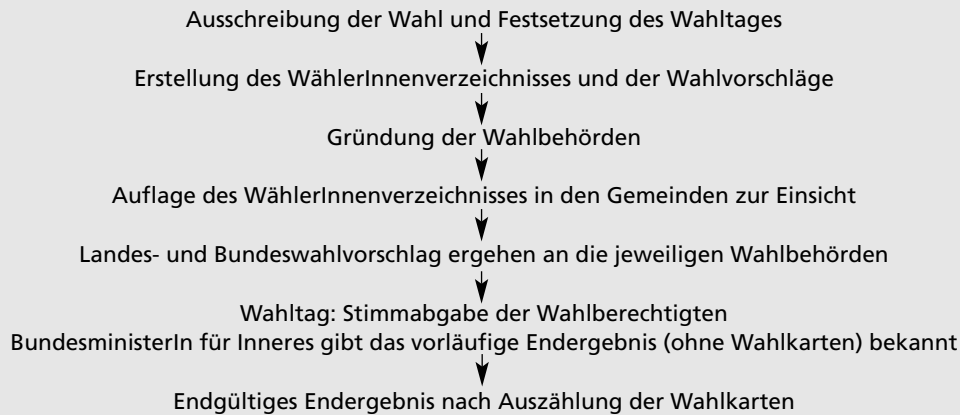 Ausschreibung der Wahl und Festsetzung des Wahltages
Erstellung des WählerInnenverzeichnisses und der Wahlvorschläge
Gründung der Wahlbehörden
Auflage des WählerInnenverzeichnisses in den Gemeinden zur Einsicht
Landes- und Bundeswahlvorschlag ergehen an die jeweiligen Wahlbehörden
Wahltag: Stimmabgabe der Wahlberechtigten
BundesministerIn für Inneres gibt das vorläufige Endergebnis (ohne Wahlkarten) bekannt
Endgültiges Endergebnis nach Auszählung der Wahlkarten